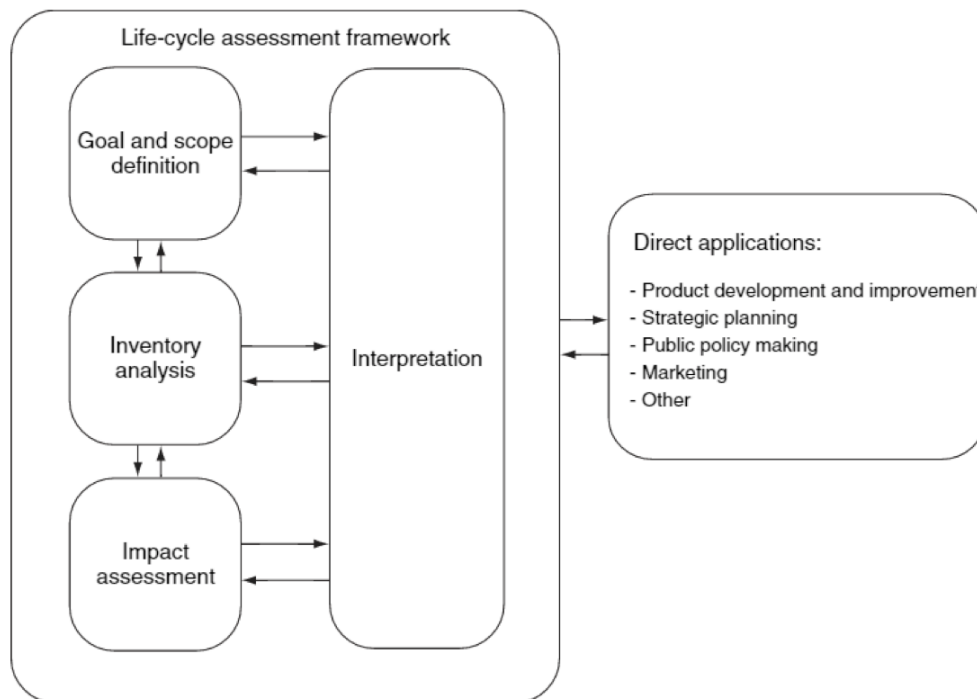 Life-cycle assessment framework
Goal and scope
definition
Inventory
analysis
Impact
assessment
Interpretation
Direct applications:
- Product development and improvement
- Strategic planning
- Public policy making
- Marketing
- Other